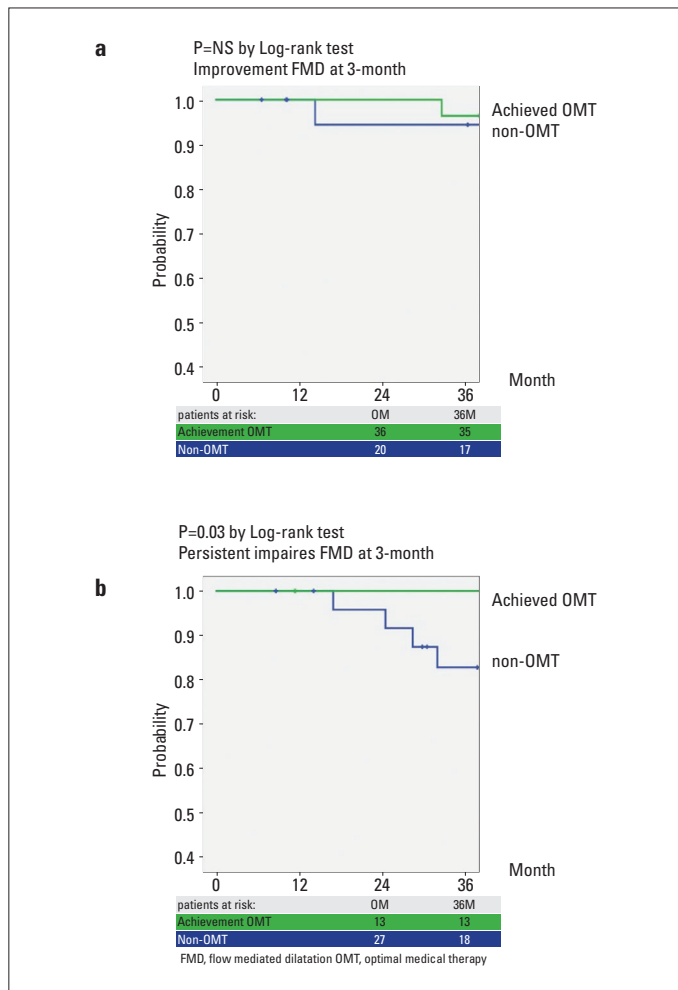 a
P=NS by Log-rank test
Improvement FMD at 3-month
1.0
0.9
0.8
0.7
0.6
0.5
0.4
Probability
Achieved OMT
non-OMT
0 12 24 36
Month
patients at risk: 0M 36M
Achievement OMT 36 35
Non-OMT 20 17
P=0.03 by Log-rank test
Persistent impaires FMD at 3-month
b
1.0
0.9
0.8
0.7
0.6
0.5
0.4
Probability
Achieved OMT
non-OMT
0 12 24 36
Month
patients at risk: 0M 36M
Achievement OMT 13 13
Non-OMT 27 18
FMD, flow mediated dilatation OMT, optimal medical therapy